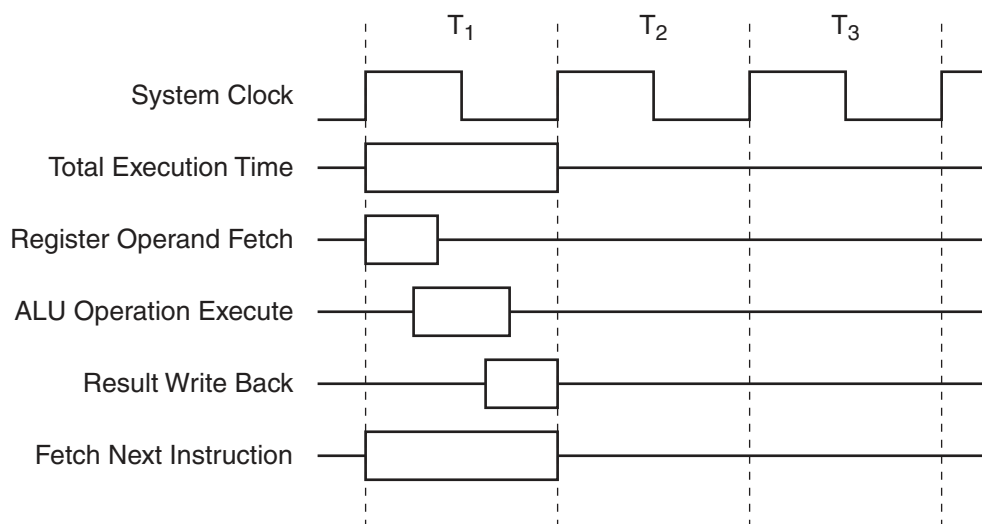 T1 T2 T3
System Clock
Total Execution Time
Register Operand Fetch
ALU Operation Execute
Result Write Back
Fetch Next Instruction